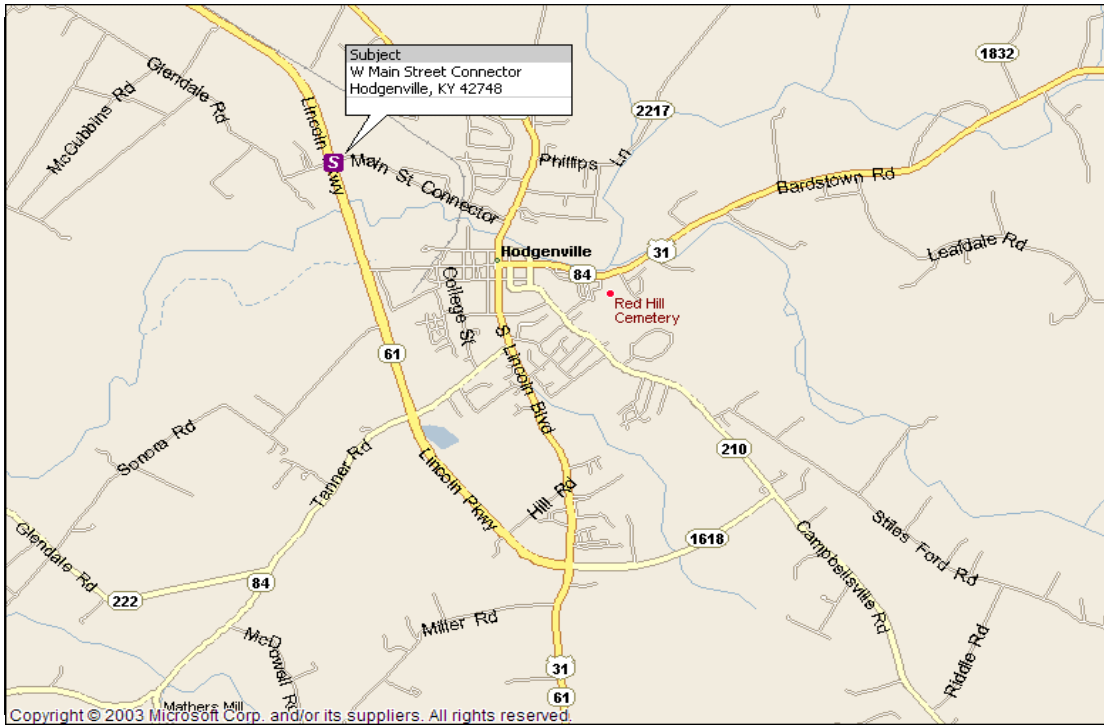 Subject
W Main Street Connector
Hodgenville, KY 42748
1832
Glendale Rd
McCubbins Rd
Lincoln Pkwy
2217
S
Main St Connector
Phillips Ln
Bardstown Rd
Hodgenville
31
Leafdale Rd
84
Red Hill
Cemetery
College St
61
S Lincoln Blvd
Sonora Rd
Tanner Rd
210
Lincoln Pkwy
Hill Rd
Stiles Ford Rd
1618
Glendale Rd
Campbellsville Rd
84
222
Miller Rd
McDowell Rd
Riddle Rd
31
61
Mathers Mill
Copyright © 2003 Microsoft Corp. and/or its suppliers. All rights reserved.